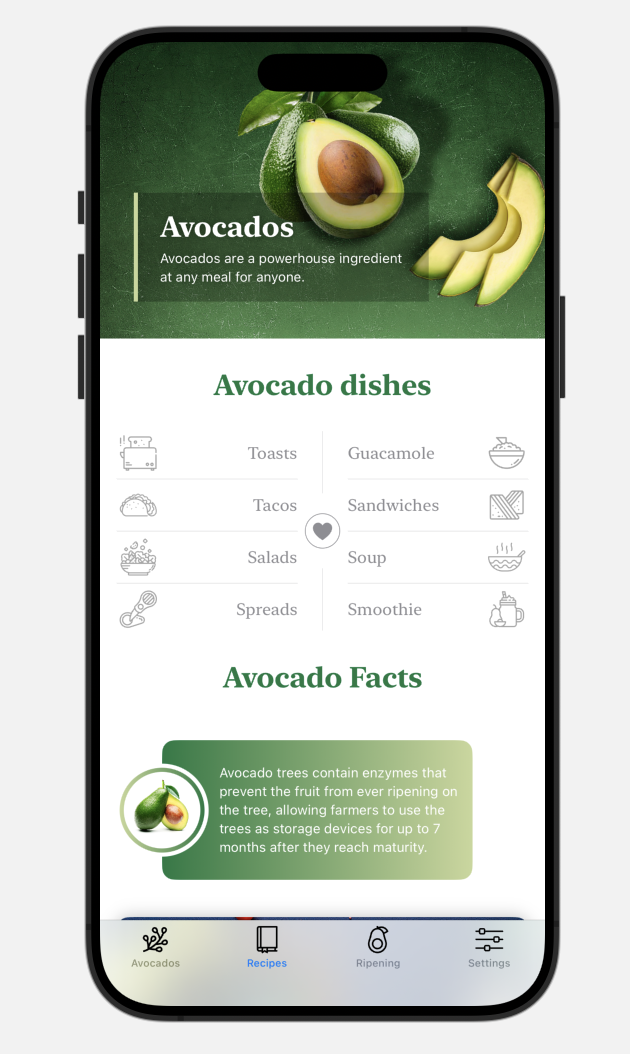 Avocados
Avocados are a powerhouse ingredient
at any meal for anyone.
Avocado dishes
Toasts
Guacamole
Tacos
Sandwiches
Salads
Soup
Spreads
Smoothie
Avocado Facts
Avocado trees contain enzymes that
prevent the fruit from ever ripening on
the tree, allowing farmers to use the
trees as storage devices for up to 7
months after they reach maturity.
Avocados
Recipes
Ripening
Settings